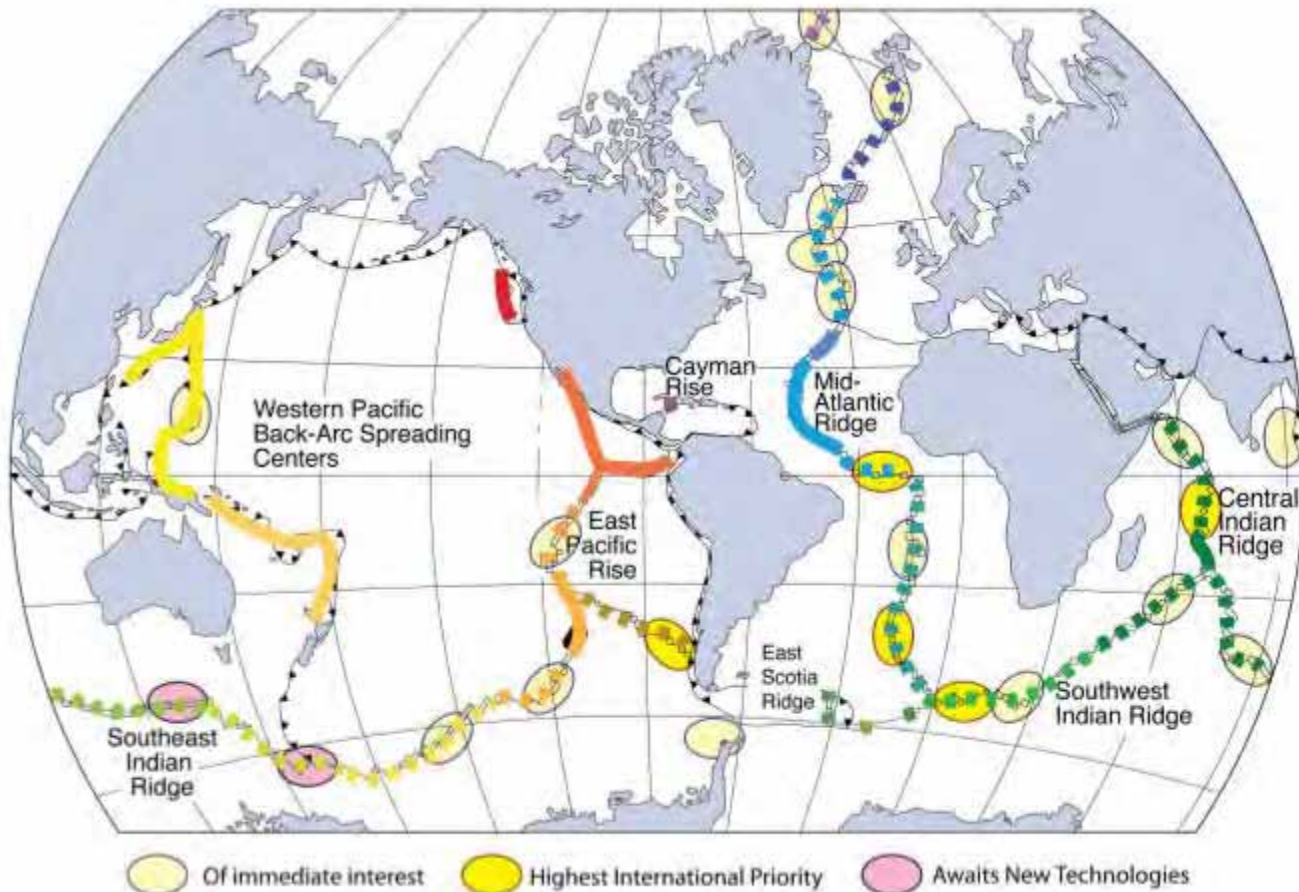 Cayman
Rise
Mid-
Atlantic
Ridge
Western Pacific
Back-Arc Spreading
Centers
East
Pacific
Rise
Central
Indian
Ridge
East
Scotia
Ridge
Southwest
Indian Ridge
Southeast
Indian
Ridge
Of immediate interest
Highest International Priority
Awaits New Technologies